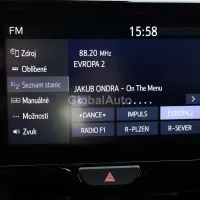 FM
15:58
Zdroj
Oblíbené
Seznam stanic
Manuálně
Možnosti
Zvuk
88.20 MHz
EVROPA 2
JAKUB ONDRA - On The Menu
GlobalAuto
*DANCE*
IMPULS
EVROPA 2
RADIO F1
R-PLZEN
R-SEVER